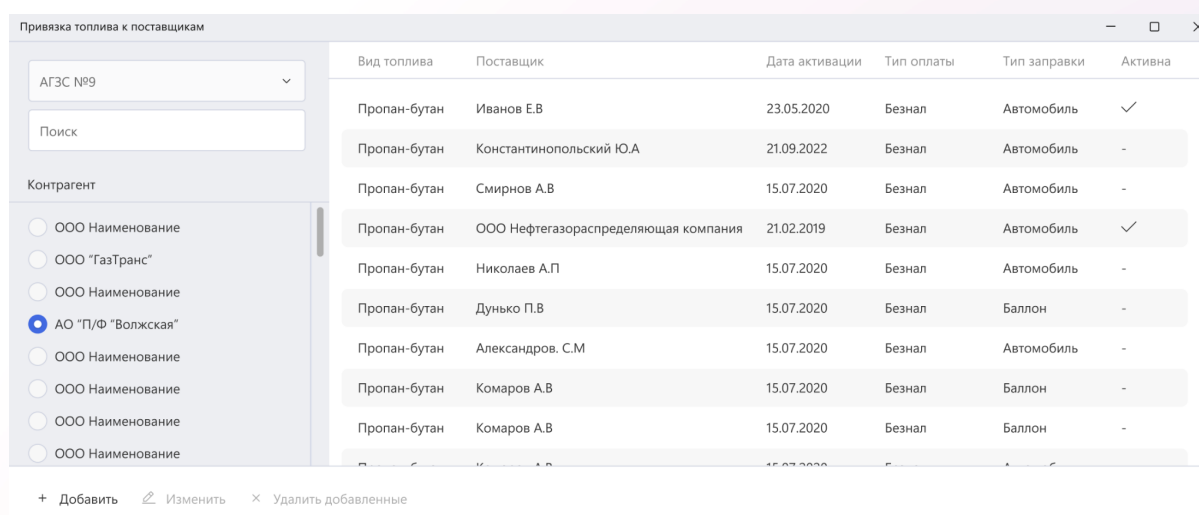 Привязка топлива к поставщикам
АГЗС №9
Поиск
Контрагент
ООО Наименование
ООО "ГазТранс"
ООО Наименование
АО "П/Ф "Волжская"
ООО Наименование
ООО Наименование
ООО Наименование
ООО Наименование
Вид топлива Поставщик Дата активации Тип оплаты Тип заправки Активна
Пропан-бутан Иванов Е.В 23.05.2020 Безнал Автомобиль
Пропан-бутан Константинопольский Ю.А 21.09.2022 Безнал Автомобиль -
Пропан-бутан Смирнов А.В 15.07.2020 Безнал Автомобиль -
Пропан-бутан ООО Нефтегазораспределяющая компания 21.02.2019 Безнал Автомобиль
Пропан-бутан Николаев А.П 15.07.2020 Безнал Автомобиль -
Пропан-бутан Дунько П.В 15.07.2020 Безнал Баллон -
Пропан-бутан Александров. С.М 15.07.2020 Безнал Автомобиль -
Пропан-бутан Комаров А.В 15.07.2020 Безнал Баллон -
Пропан-бутан Комаров А.В 15.07.2020 Безнал Баллон -
+ Добавить Изменить × Удалить добавленные